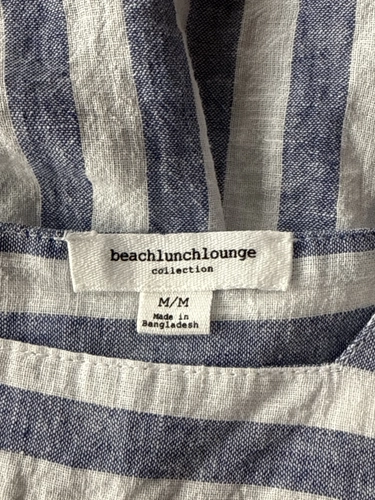 beachlunchlounge
collection
M/M
Made in
Bangladesh